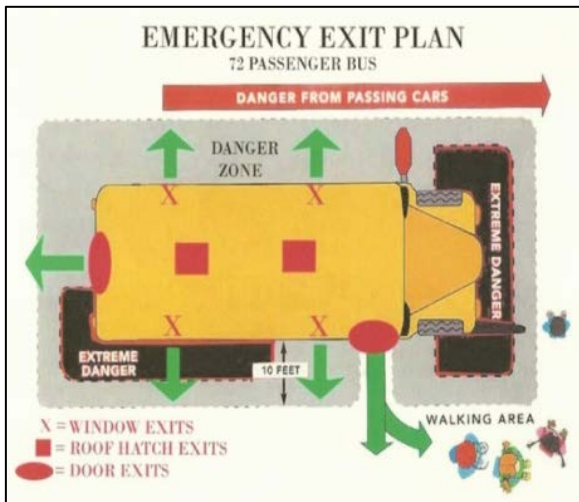 EMERGENCY EXIT PLAN
72 PASSENGER BUS
DANGER FROM PASSING CARS
DANGER
ZONE
X
X
EXTREME DANGER
X
X
EXTREME
DANGER
10 FEET
WALKING AREA
X = WINDOW EXITS
= ROOF HATCH EXITS
= DOOR EXITS